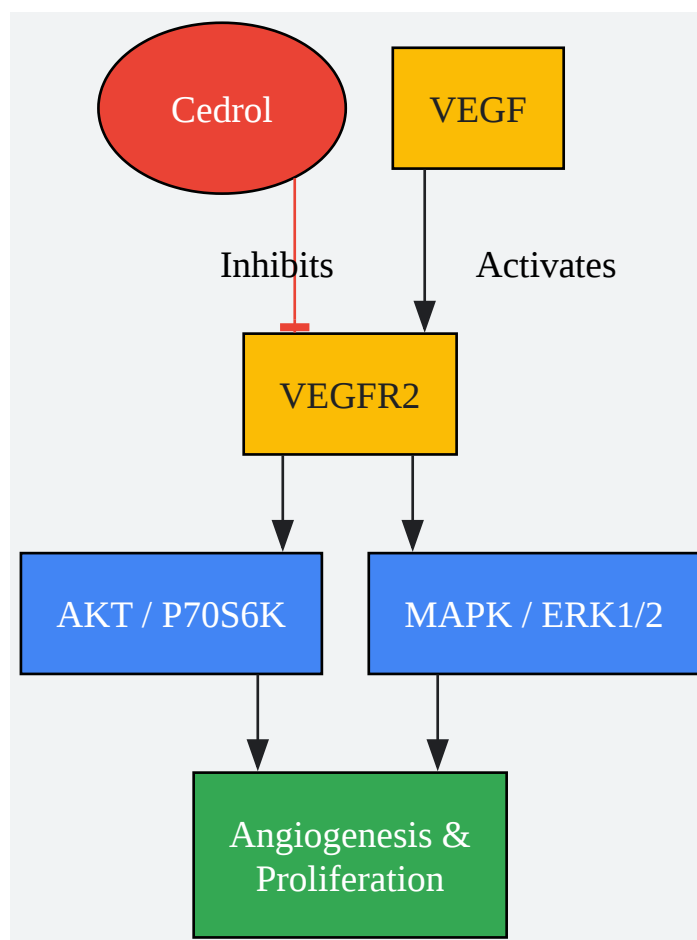 Cedrol
VEGF
Inhibits
Activates
VEGFR2
AKT / P70S6K
MAPK / ERK1/2
Angiogenesis &
Proliferation